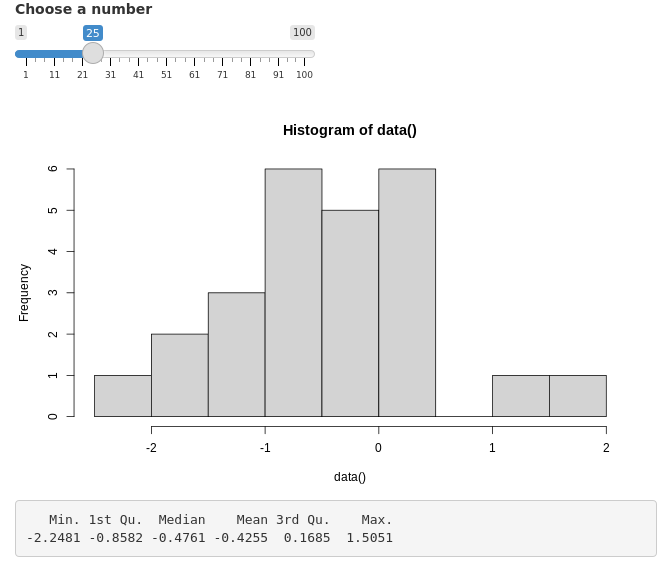 Choose a number
1 25 100
1 11 21 31 41 51 61 71 81 91 100
Histogram of data()
Frequency
6
5
4
3
2
1
0
-2 -1 0 1 2
data()
Min. 1st Qu. Median Mean 3rd Qu. Max.
-2.2481 -0.8582 -0.4761 -0.4255 0.1685 1.5051